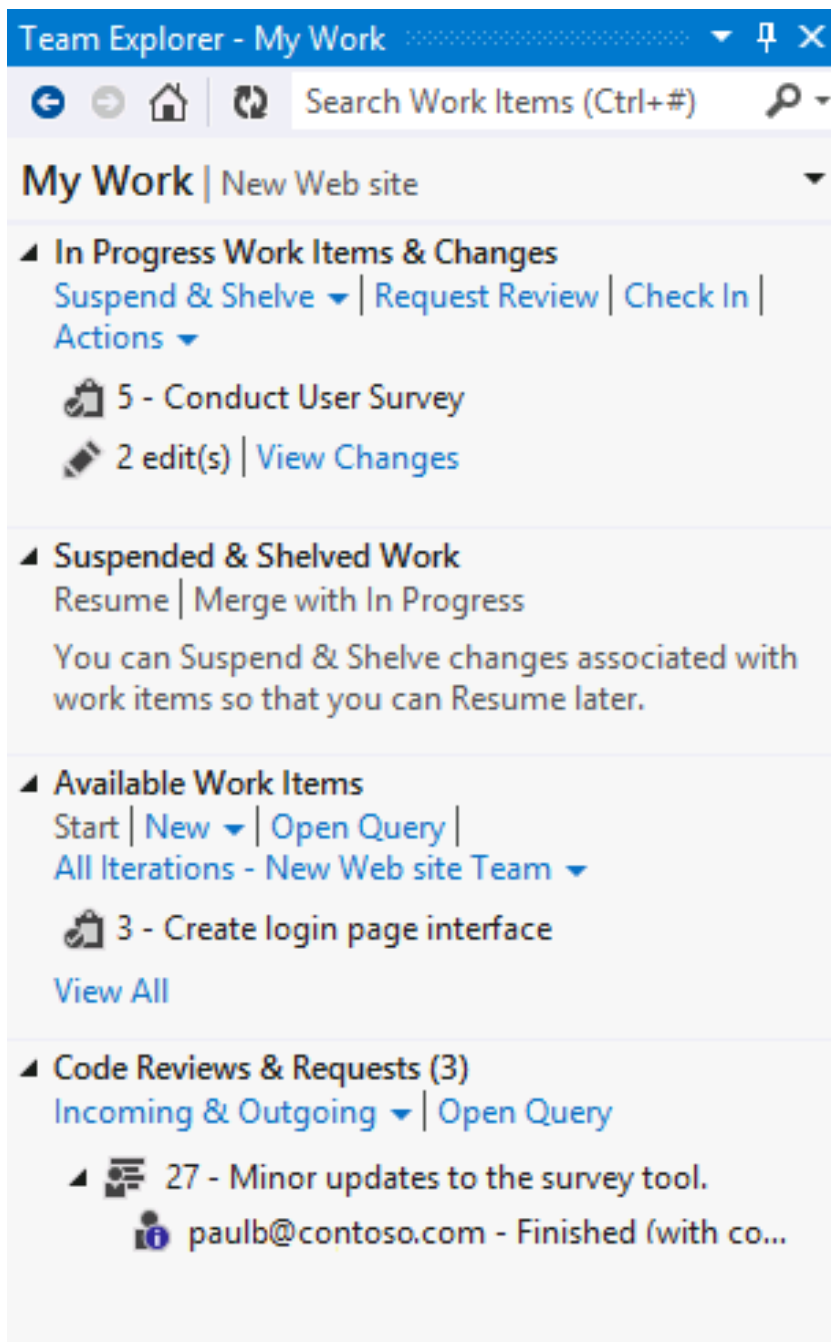 Team Explorer - My Work
Search Work Items (Ctrl+#)
My Work | New Web site
In Progress Work Items & Changes
Suspend & Shelve | Request Review | Check In |
Actions
5 - Conduct User Survey
2 edit(s) | View Changes
Suspended & Shelved Work
Resume | Merge with In Progress
You can Suspend & Shelve changes associated with
work items so that you can Resume later.
Available Work Items
Start | New | Open Query |
All Iterations - New Web site Team
3 - Create login page interface
View All
Code Reviews & Requests (3)
Incoming & Outgoing | Open Query
27 - Minor updates to the survey tool.
paulb@contoso.com - Finished (with co...